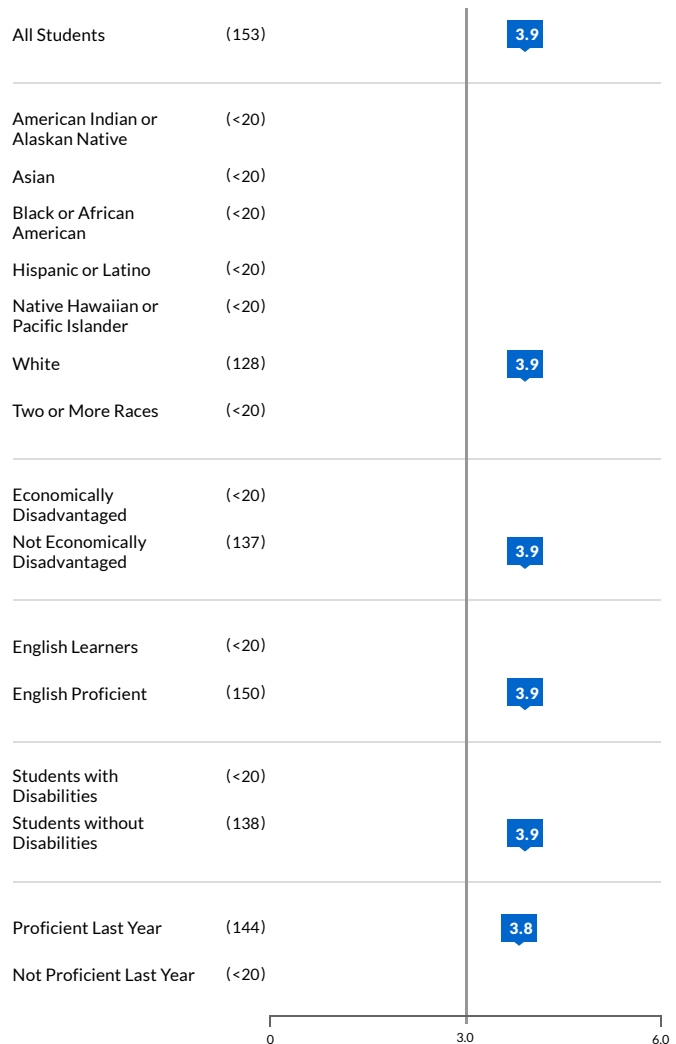 All Students (153) 3.9
American Indian or (<20)
Alaskan Native
Asian (<20)
Black or African (<20)
American
Hispanic or Latino (<20)
Native Hawaiian or (<20)
Pacific Islander
White (128) 3.9
Two or More Races (<20)
Economically (<20)
Disadvantaged
Not Economically (137) 3.9
Disadvantaged
English Learners (<20)
English Proficient (150) 3.9
Students with (<20)
Disabilities
Students without (138) 3.9
Disabilities
Proficient Last Year (144) 3.8
Not Proficient Last Year (<20)
0 3.0 6.0